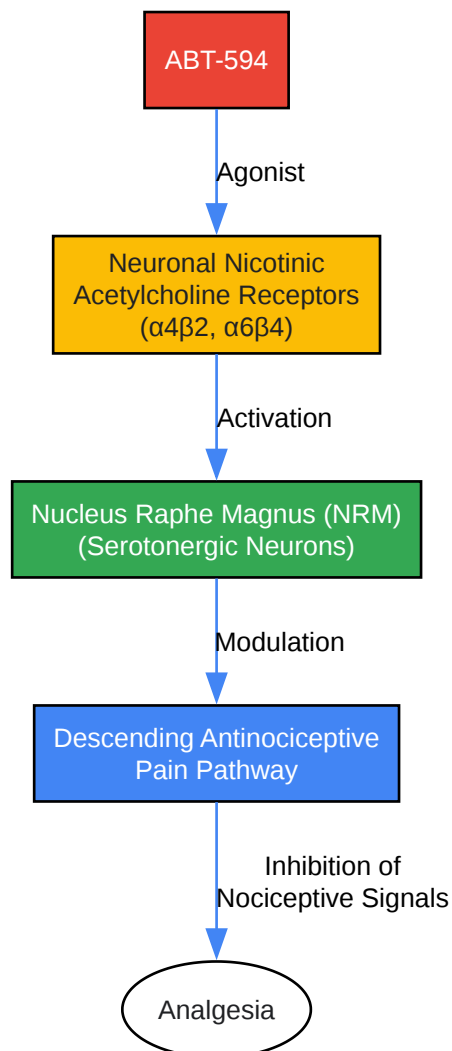 ABT-594
Agonist
Neuronal Nicotinic
Acetylcholine Receptors
(α4β2, α6β4)
Activation
Nucleus Raphe Magnus (NRM)
(Serotonergic Neurons)
Modulation
Descending Antinociceptive
Pain Pathway
Inhibition of
Nociceptive Signals
Analgesia